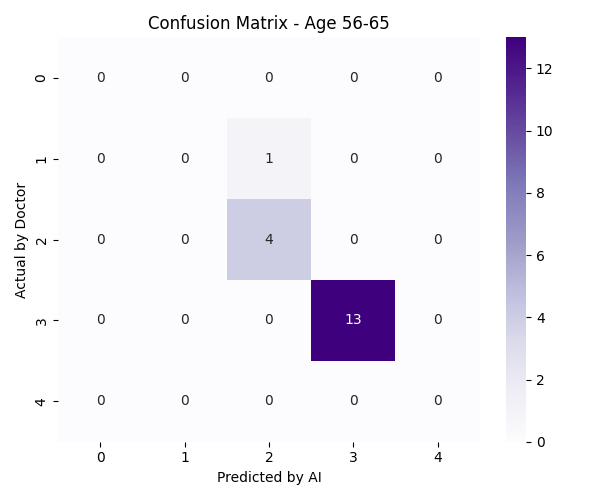 Confusion Matrix - Age 56-65
Actual by Doctor
0 0 0 0 0 0
1 0 0 1 0 0
2 0 0 4 0 0
3 0 0 0 13 0
4 0 0 0 0 0
0 1 2 3 4
Predicted by AI
12
10
8
6
4
2
0